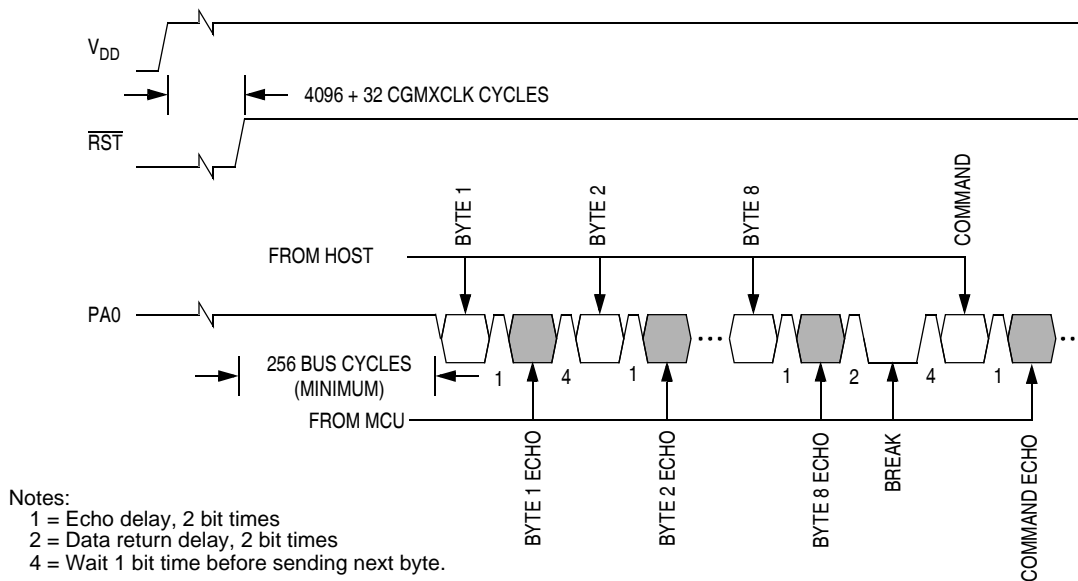 VDD
4096 + 32 CGMXCLK CYCLES
RST
BYTE 1
BYTE 2
BYTE 8
COMMAND
FROM HOST
PA0
...
...
256 BUS CYCLES
(MINIMUM)
1
4
1
1
2
4
1
FROM MCU
BYTE 1 ECHO
BYTE 2 ECHO
BYTE 8 ECHO
BREAK
COMMAND ECHO
Notes:
1 = Echo delay, 2 bit times
2 = Data return delay, 2 bit times
4 = Wait 1 bit time before sending next byte.